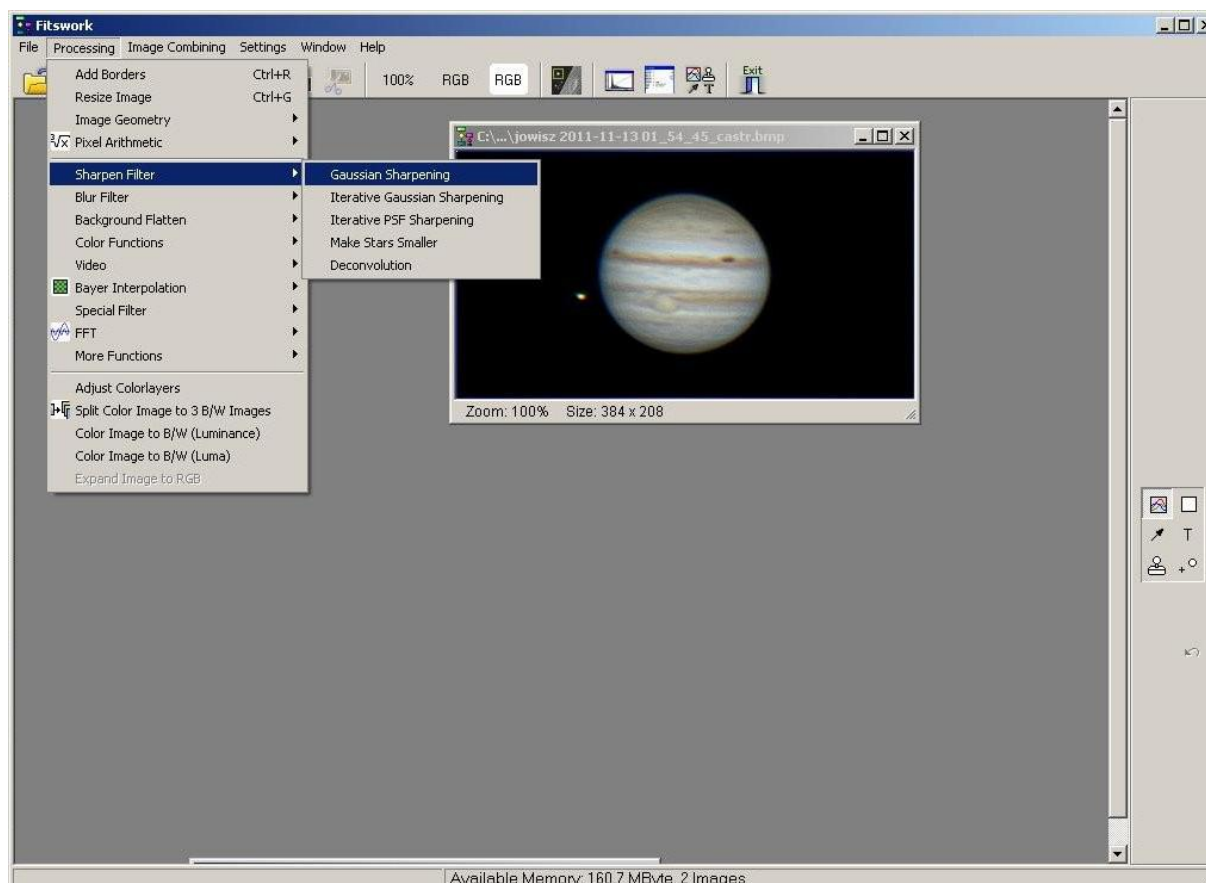 Fitswork
File Processing Image Combining Settings Window Help
100% RGB RGB Exit
Add Borders Ctrl+R
Resize Image Ctrl+G
Image Geometry
Pixel Arithmetic
Sharpen Filter
Blur Filter
Background Flatten
Color Functions
Video
Bayer Interpolation
Special Filter
FFT
More Functions
Adjust Colorlayers
Split Color Image to 3 B/W Images
Color Image to B/W (Luminance)
Color Image to B/W (Luma)
Expand Image to RGB
Gaussian Sharpening
Iterative Gaussian Sharpening
Iterative PSF Sharpening
Make Stars Smaller
Deconvolution
C:\...\jowisz 2011-11-13 01_54_45_castr.bmp
Zoom: 100% Size: 384 x 208
T
T
Available Memory: 160.7 MByte 2 Images